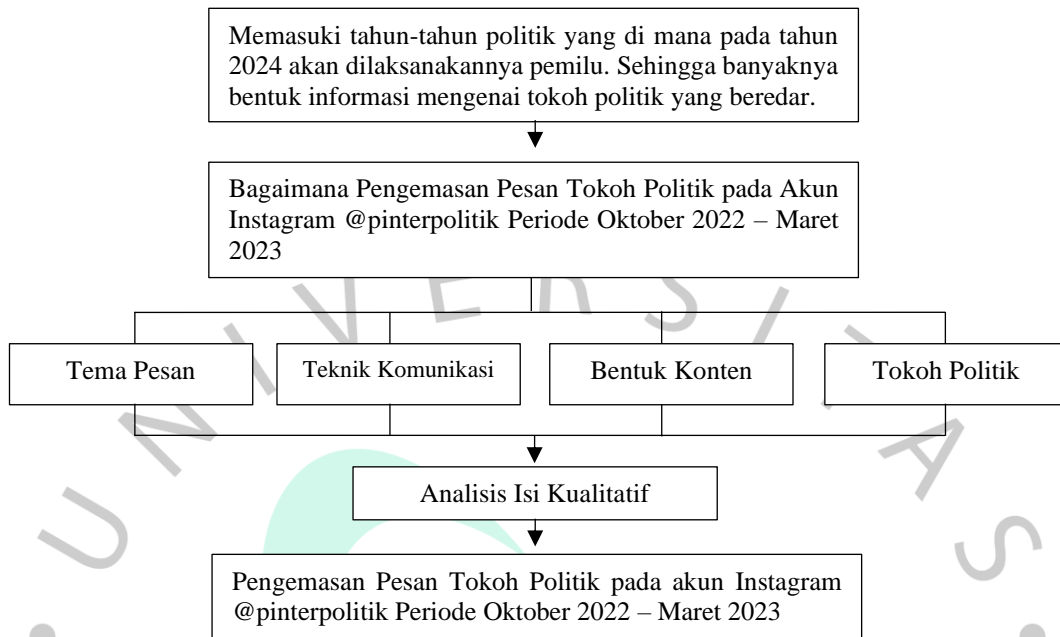 Memasuki tahun-tahun politik yang di mana pada tahun
2024 akan dilaksanakannya pemilu. Sehingga banyaknya
bentuk informasi mengenai tokoh politik yang beredar.
Bagaimana Pengemasan Pesan Tokoh Politik pada Akun
Instagram @pinterpolitik Periode Oktober 2022 – Maret
2023
UNIVERSITAS
Tema Pesan
Teknik Komunikasi
Bentuk Konten
Tokoh Politik
Analisis Isi Kualitatif
Pengemasan Pesan Tokoh Politik pada akun Instagram
@pinterpolitik Periode Oktober 2022 – Maret 2023